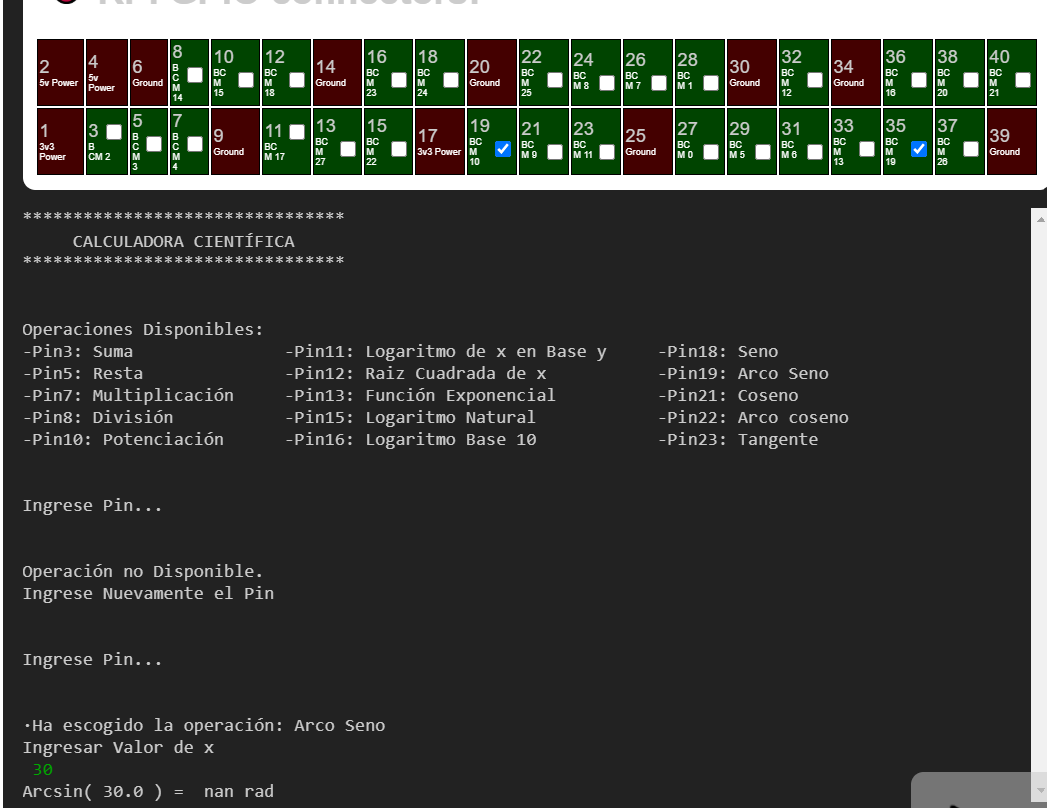 2 5v Power 4 5v Power 6 Ground 8 BCM 14 10 BCM 15 12 BCM 18 14 Ground 16 BCM 23 18 BCM 24 20 Ground 22 BCM 25 24 BCM 8 26 BCM 7 28 BCM 1 30 Ground 32 BCM 12 34 Ground 36 BCM 16 38 BCM 20 40 BCM 21
1 3v3 Power 3 BCM 2 5 BCM 3 7 BCM 4 9 Ground 11 BCM 17 13 BCM 27 15 BCM 22 17 3v3 Power 19 BCM 10 21 BCM 9 23 BCM 11 25 Ground 27 BCM 0 29 BCM 5 31 BCM 6 33 BCM 13 35 BCM 19 37 BCM 26 39 Ground
********************************
CALCULADORA CIENTÍFICA
********************************
Operaciones Disponibles:
-Pin3: Suma -Pin11: Logaritmo de x en Base y -Pin18: Seno
-Pin5: Resta -Pin12: Raiz Cuadrada de x -Pin19: Arco Seno
-Pin7: Multiplicación -Pin13: Función Exponencial -Pin21: Coseno
-Pin8: División -Pin15: Logaritmo Natural -Pin22: Arco coseno
-Pin10: Potenciación -Pin16: Logaritmo Base 10 -Pin23: Tangente
Ingrese Pin...
Operación no Disponible.
Ingrese Nuevamente el Pin
Ingrese Pin...
·Ha escogido la operación: Arco Seno
Ingresar Valor de x
30
Arcsin( 30.0 ) =  nan rad